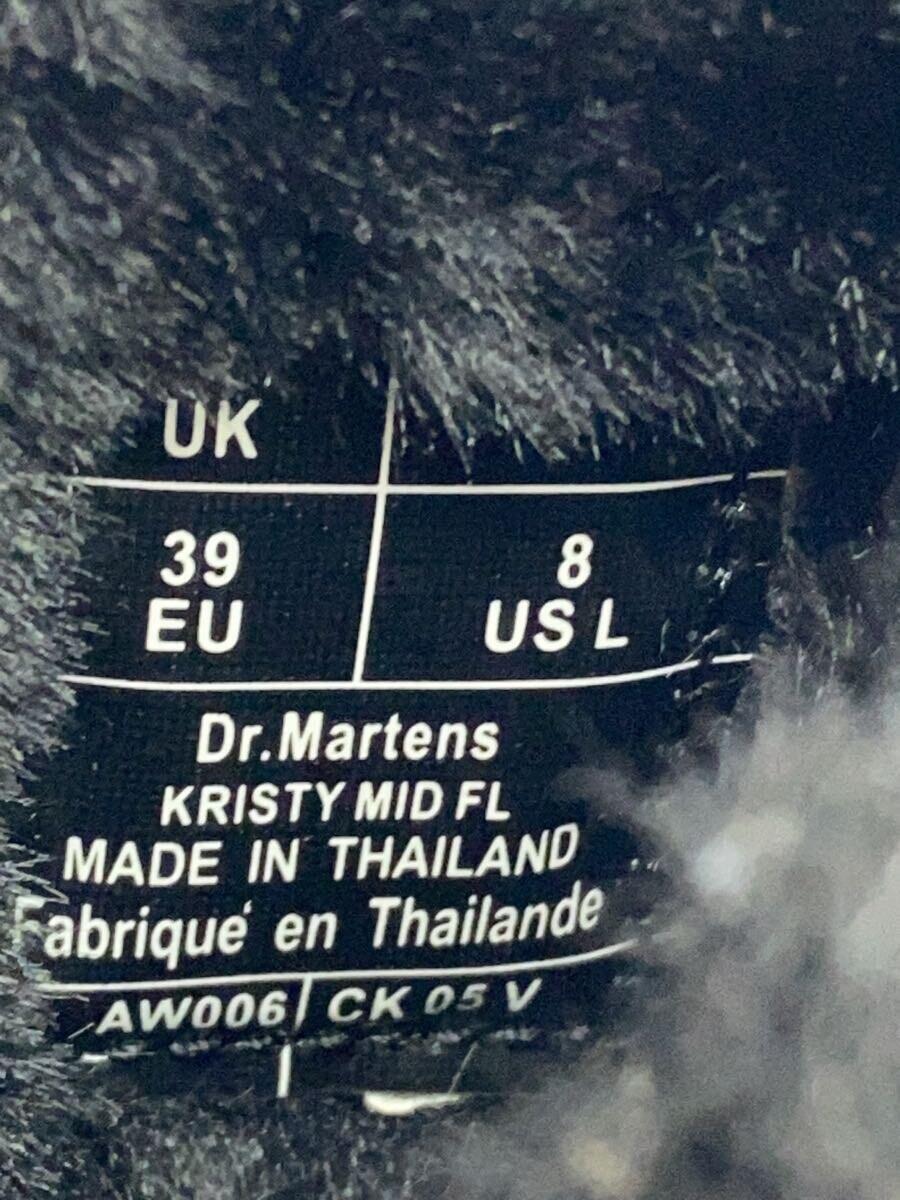 UK
39 8
EU US L
Dr.Martens
KRISTY MID FL
MADE IN THAILAND
Fabriqué en Thailande
AW006 CK 05 V